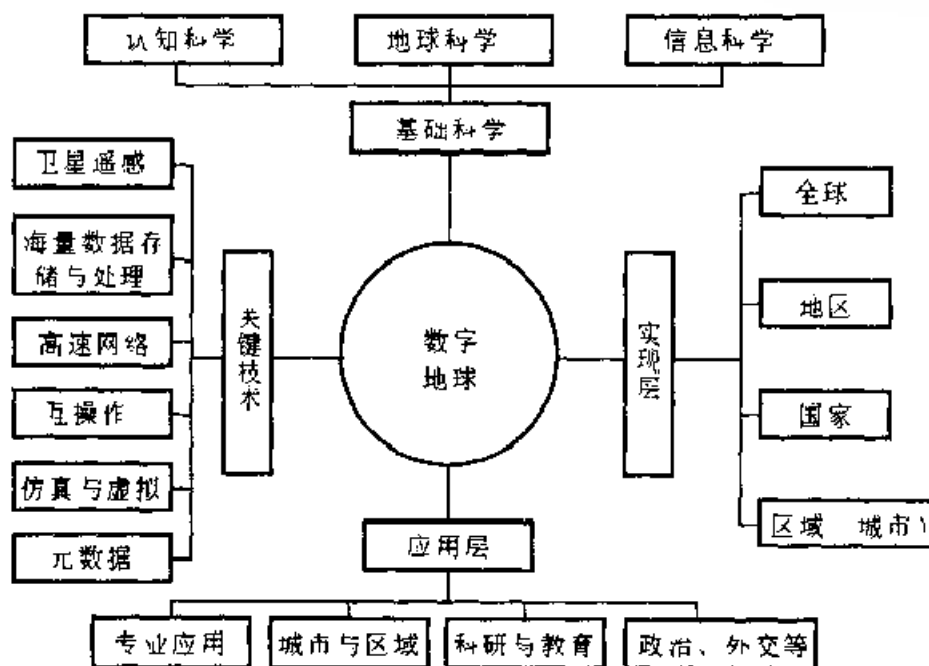 认知科学
地球科学
信息科学
基础科学
卫星遥感
海量数据存
储与处理
高速网络
互操作
仿真与虚拟
元数据
关键技术
数字
地球
实现层
全球
地区
国家
区域 城市)
应用层
专业应用
城市与区域
科研与教育
政治、外交等